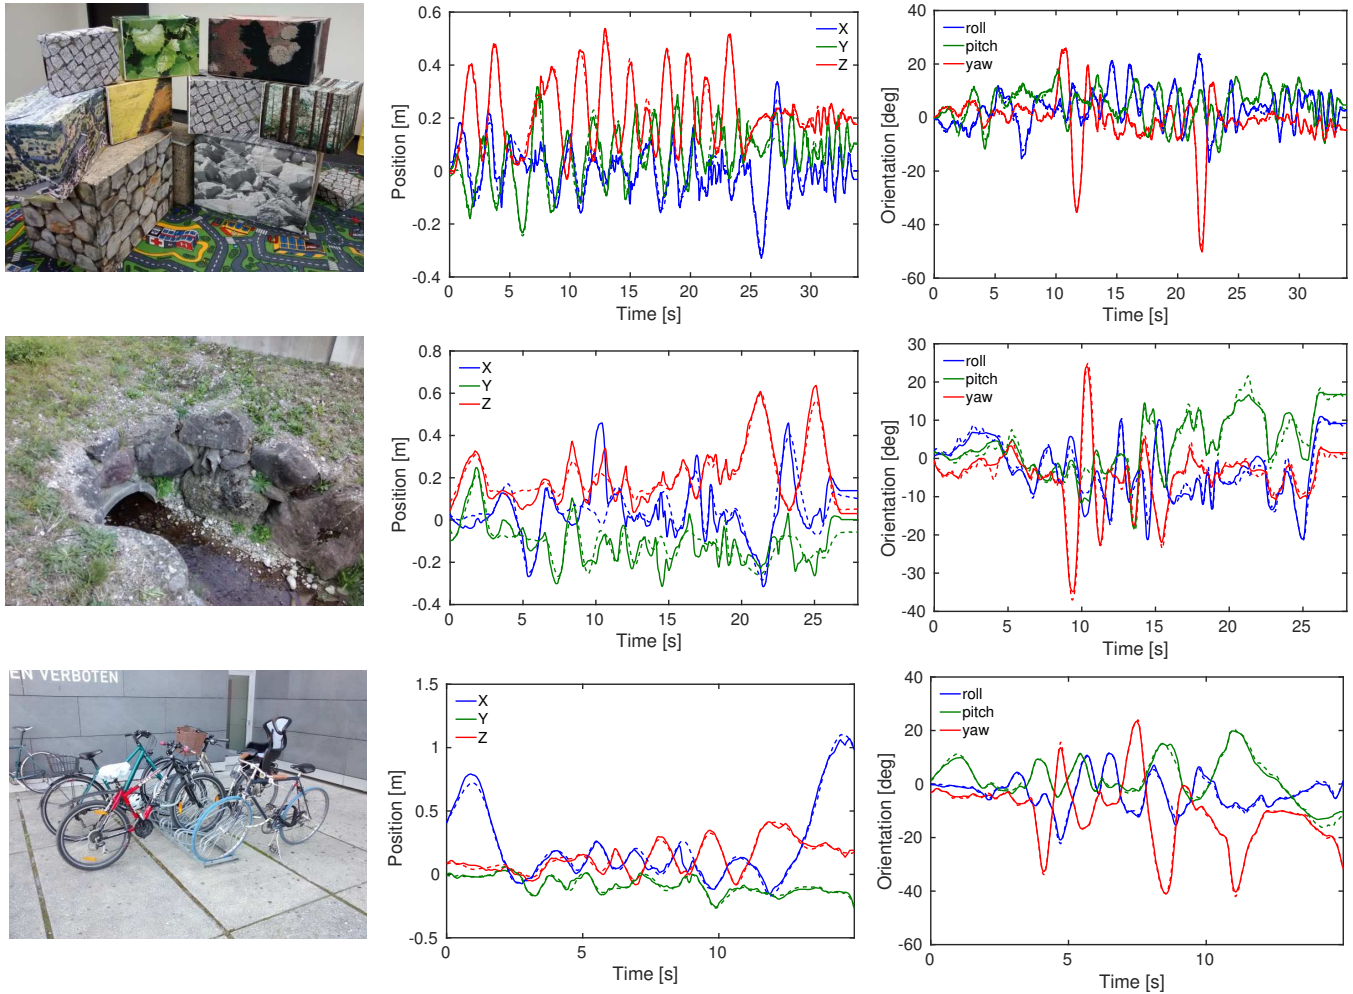 0.6
0.4
0.2
0
-0.2
-0.4
Position [m]
X
Y
Z
0 5 10 15 20 25 30
Time [s]
40
20
0
-20
-40
-60
Orientation [deg]
roll
pitch
yaw
0 5 10 15 20 25 30
Time [s]
0.8
0.6
0.4
0.2
0
-0.2
-0.4
Position [m]
X
Y
Z
0 5 10 15 20 25
Time [s]
30
20
10
0
-10
-20
-30
-40
Orientation [deg]
roll
pitch
yaw
0 5 10 15 20 25
Time [s]
EN VERBOTEN
1.5
1
0.5
0
-0.5
Position [m]
X
Y
Z
0 5 10
Time [s]
40
20
0
-20
-40
-60
Orientation [deg]
roll
pitch
yaw
0 5 10
Time [s]